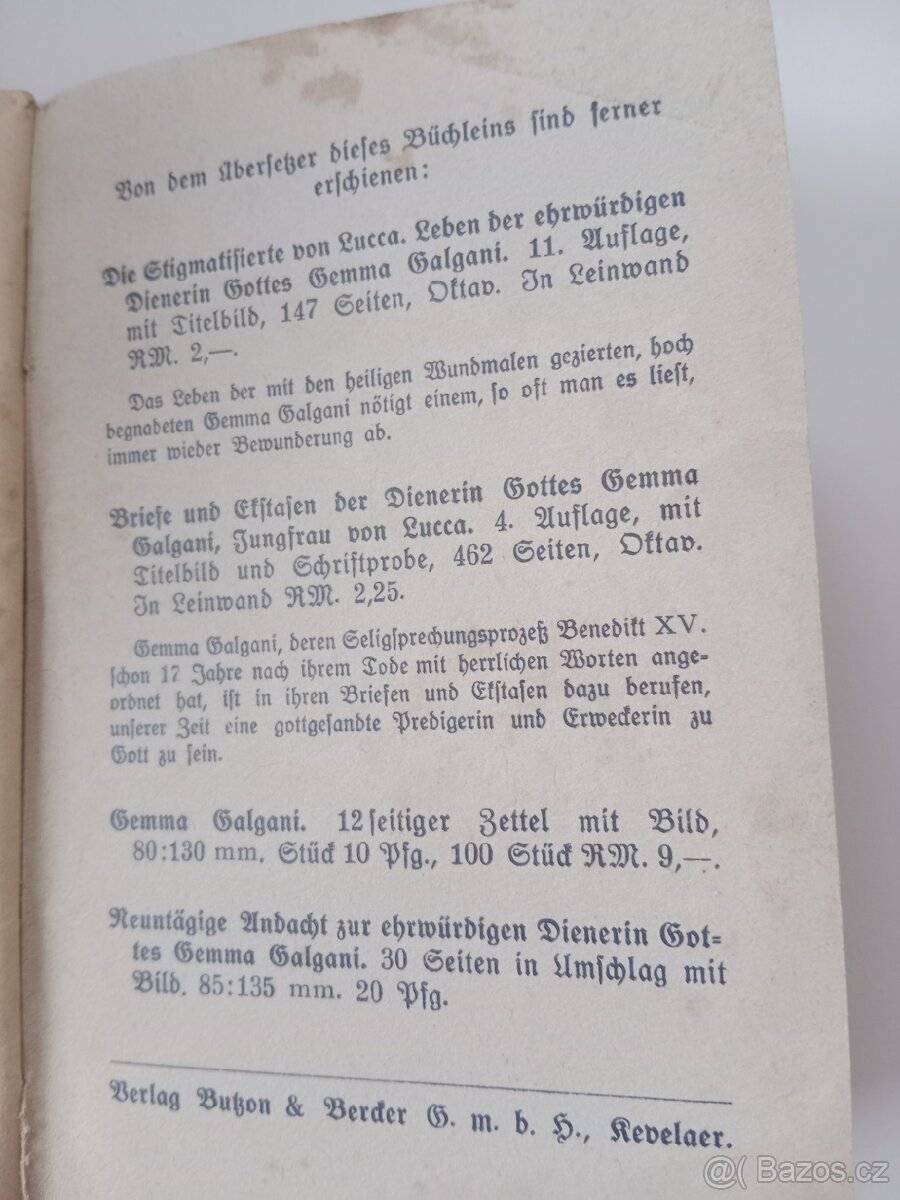 Von dem Übersetzer dieses Büchleins sind ferner
erschienen:
Die Stigmatisierte von Lucca. Leben der ehrwürdigen
Dienerin Gottes Gemma Galgani. 11. Auflage,
mit Titelbild, 147 Seiten, Oktav. In Leinwand
RM. 2,—.
Das Leben der mit den heiligen Wundmalen gezierten, hoch
begnadeten Gemma Galgani nötigt einem, so oft man es liest,
immer wieder Bewunderung ab.
Briefe und Ekstasen der Dienerin Gottes Gemma
Galgani, Jungfrau von Lucca. 4. Auflage, mit
Titelbild und Schriftprobe, 462 Seiten, Oktav.
In Leinwand RM. 2,25.
Gemma Galgani, deren Seligsprechungsprozeß Benedikt XV.
schon 17 Jahre nach ihrem Tode mit herrlichen Worten ange-
ordnet hat, ist in ihren Briefen und Ekstasen dazu berufen,
unserer Zeit eine gottgesandte Predigerin und Erweckerin zu
Gott zu sein.
Gemma Galgani. 12seitiger Zettel mit Bild,
80:130 mm. Stück 10 Pfg., 100 Stück RM. 9,—.
Neuntägige Andacht zur ehrwürdigen Dienerin Got-
tes Gemma Galgani. 30 Seiten in Umschlag mit
Bild. 85:135 mm. 20 Pfg.
Verlag Butzon & Bercker G. m. b. H., Kevelaer.
@ Bazos.cz